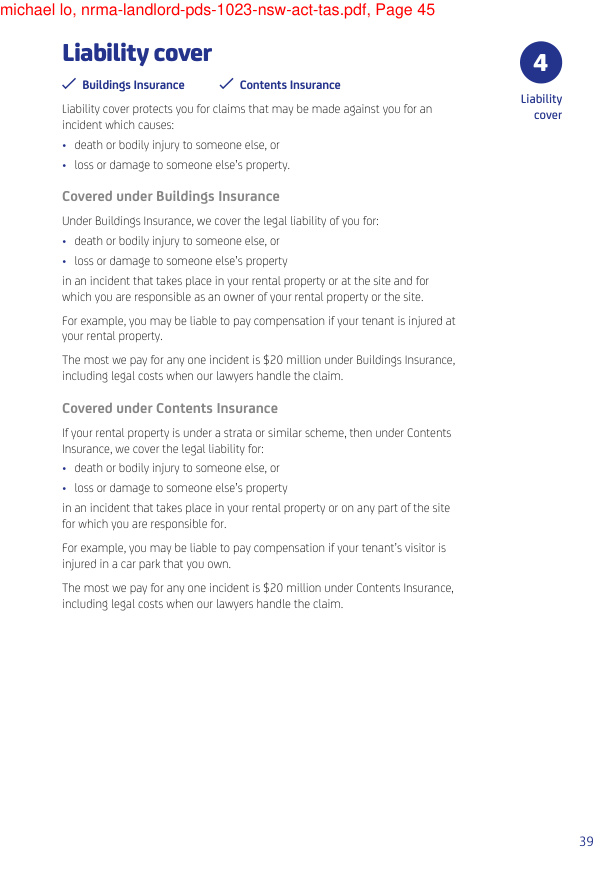 michael lo, nrma-landlord-pds-1023-nsw-act-tas.pdf, Page 45
Liability cover
✓ Buildings Insurance ✓ Contents Insurance
4
Liability
cover
Liability cover protects you for claims that may be made against you for an
incident which causes:
• death or bodily injury to someone else, or
• loss or damage to someone else's property.
Covered under Buildings Insurance
Under Buildings Insurance, we cover the legal liability of you for:
• death or bodily injury to someone else, or
• loss or damage to someone else's property
in an incident that takes place in your rental property or at the site and for
which you are responsible as an owner of your rental property or the site.
For example, you may be liable to pay compensation if your tenant is injured at
your rental property.
The most we pay for any one incident is $20 million under Buildings Insurance,
including legal costs when our lawyers handle the claim.
Covered under Contents Insurance
If your rental property is under a strata or similar scheme, then under Contents
Insurance, we cover the legal liability for:
• death or bodily injury to someone else, or
• loss or damage to someone else's property
in an incident that takes place in your rental property or on any part of the site
for which you are responsible for.
For example, you may be liable to pay compensation if your tenant's visitor is
injured in a car park that you own.
The most we pay for any one incident is $20 million under Contents Insurance,
including legal costs when our lawyers handle the claim.
39